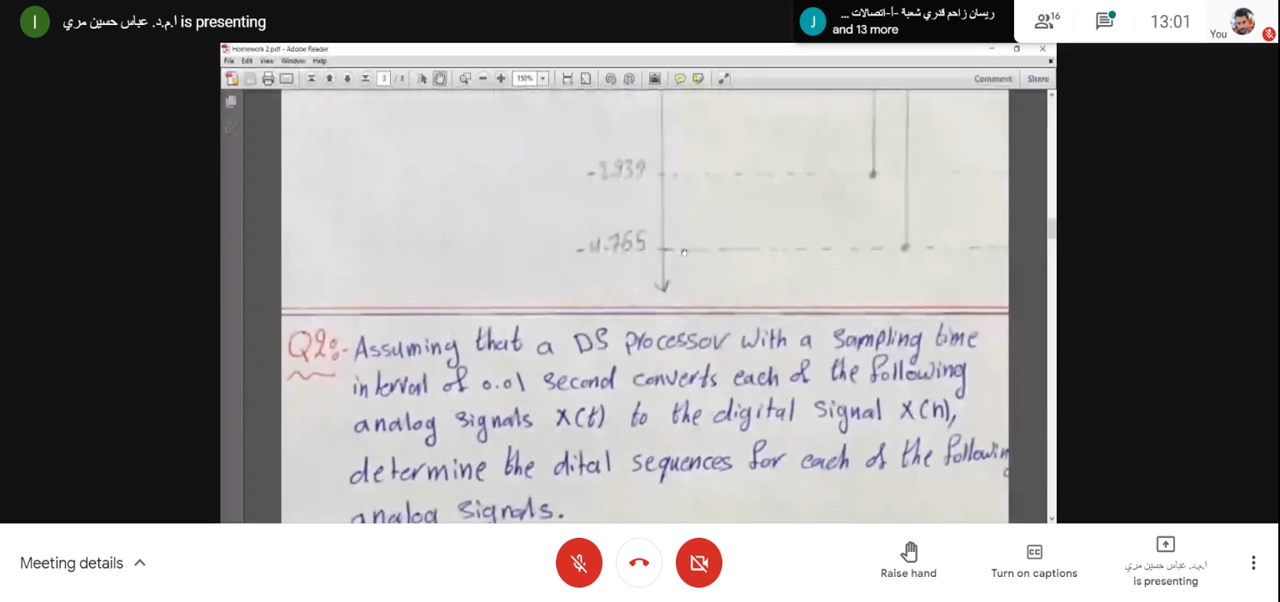 I
ا.م.د. عباس حسين مري is presenting
J
ريسان زاحم قدري شعبة -أ-اتصالات ...
and 13 more
16
13:01
You
Homework 2.pdf - Adobe Reader
File Edit View Window Help
150%
Comment
Share
-2.939
-4.755
Q2:- Assuming that a DS processor with a sampling time
interval of 0.01 second converts each of the following
analog signals X(t) to the digital signal X(n),
determine the dital sequences for each of the followin
analog signals.
Meeting details
Raise hand
CC
Turn on captions
ا.م.د. عباس حسين مري
is presenting